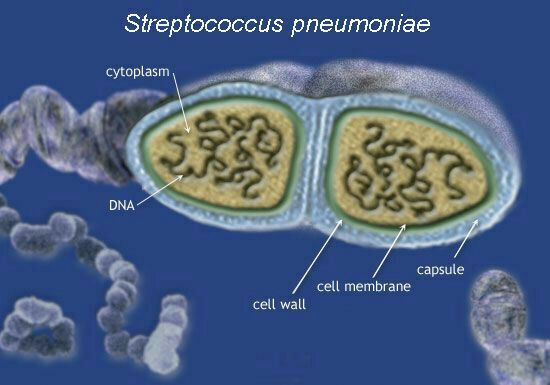 Streptococcus pneumoniae
cytoplasm
DNA
cell wall
cell membrane
capsule